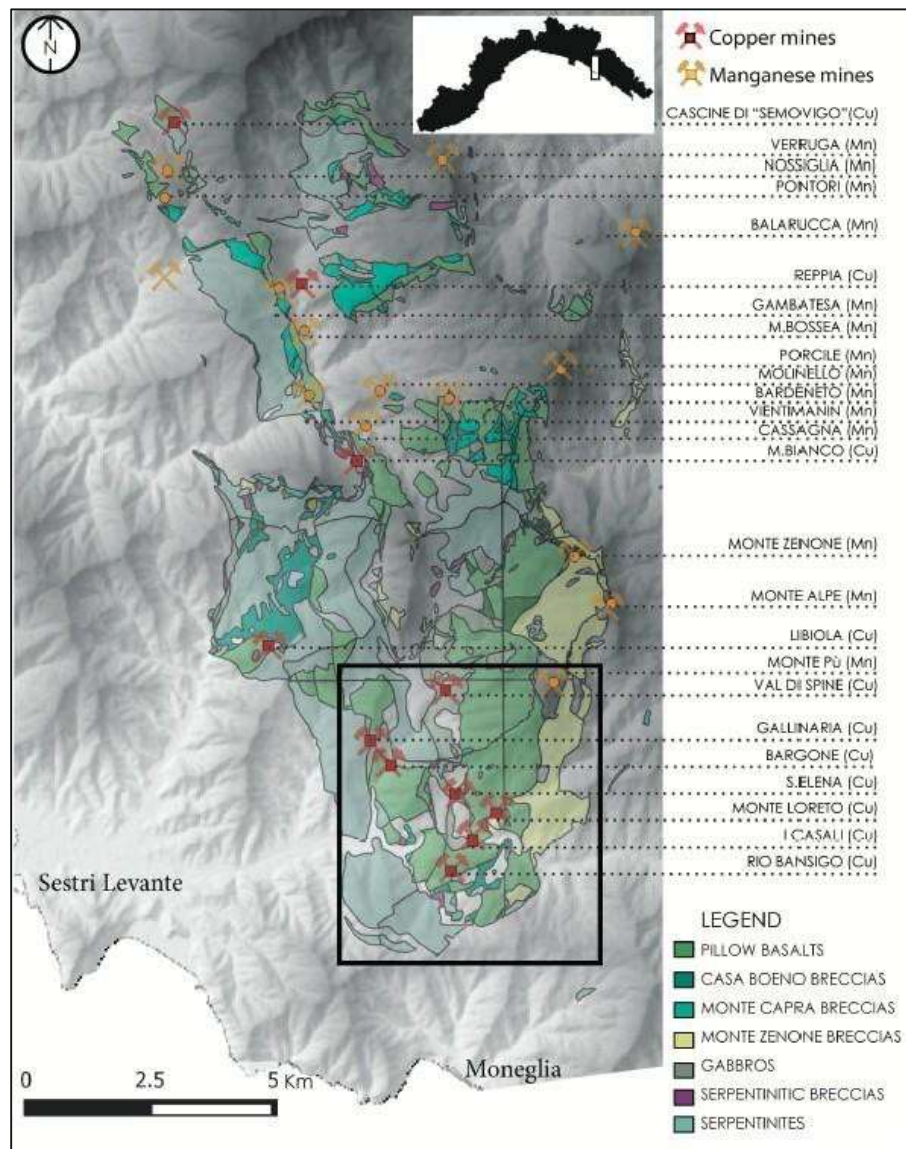 N
Copper mines
Manganese mines
CASCINE DI "SEMOVIGO"(Cu)
VERRUGA (Mn)
NOSSIGLIA (Mn)
POINTORI (Mn)
BALARUCCA (Mn)
REPPIA (Cu)
GAMBATESA (Mn)
M.BOSSEA (Mn)
PORCILE (Mn)
MOLINELLO (Mn)
BARDENETO (Mn)
VIENTIMANIN (Mn)
CASSAGNA (Mn)
M.BIANCO (Cu)
MONTE ZENONE (Mn)
MONTE ALPE (Mn)
LIBIOLA (Cu)
MONTE Pù (Mn)
VAL DI SPINE (Cu)
GALLINARIA (Cu)
BARGONE (Cu)
S.ELENA (Cu)
MONTE LORETO (Cu)
I CASALI (Cu)
RIO BANSIGO (Cu)
Sestri Levante
Moneglia
0 2.5 5 Km
LEGEND
PILLOW BASALTS
CASA BOENO BRECCIAS
MONTE CAPRA BRECCIAS
MONTE ZENONE BRECCIAS
GABBROS
SERPENTINITIC BRECCIAS
SERPENTINITES